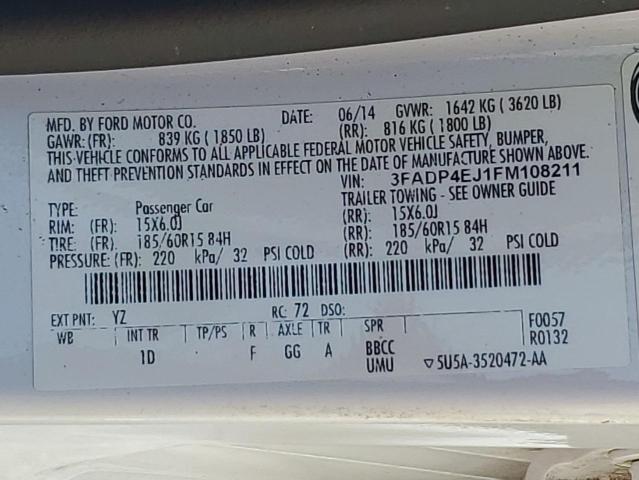 MFD. BY FORD MOTOR CO. DATE: 06/14 GVWR: 1642 KG ( 3620 LB)
GAWR: (FR): 839 KG ( 1850 LB) (RR): 816 KG ( 1800 LB)
THIS VEHICLE CONFORMS TO ALL APPLICABLE FEDERAL MOTOR VEHICLE SAFETY, BUMPER,
AND THEFT PREVENTION STANDARDS IN EFFECT ON THE DATE OF MANUFACTURE SHOWN ABOVE.
VIN: 3FADP4EJ1FM108211
TYPE: Passenger Car TRAILER TOWING - SEE OWNER GUIDE
RIM: (FR): 15X6.0J (RR): 15X6.0J
TIRE: (FR): 185/60R15 84H (RR): 185/60R15 84H
PRESSURE: (FR): 220 kPa/ 32 PSI COLD (RR): 220 kPa/ 32 PSI COLD
EXT PNT: YZ RC: 72 DSO: F0057
WB INT TR TP/PS R AXLE TR SPR R0132
1D F GG A BBCC
UMU ▽5U5A-3520472-AA